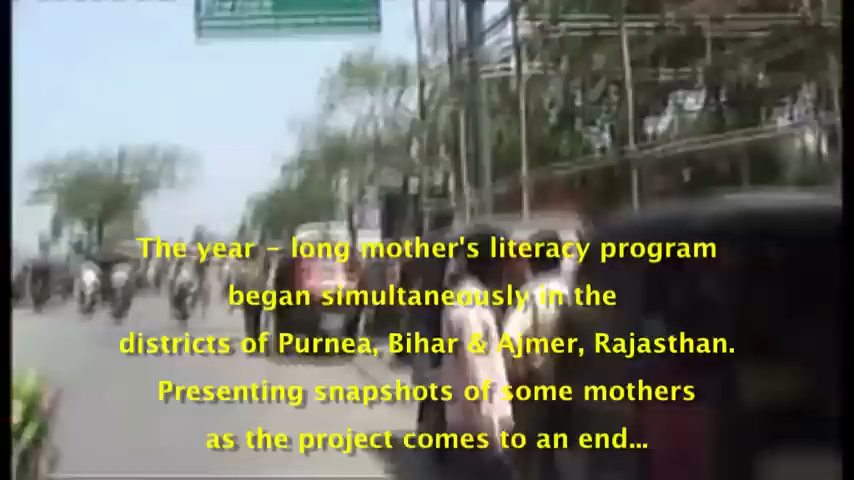 The year - long mother's literacy program
began simultaneously in the
districts of Purnea, Bihar & Ajmer, Rajasthan.
Presenting snapshots of some mothers
as the project comes to an end...